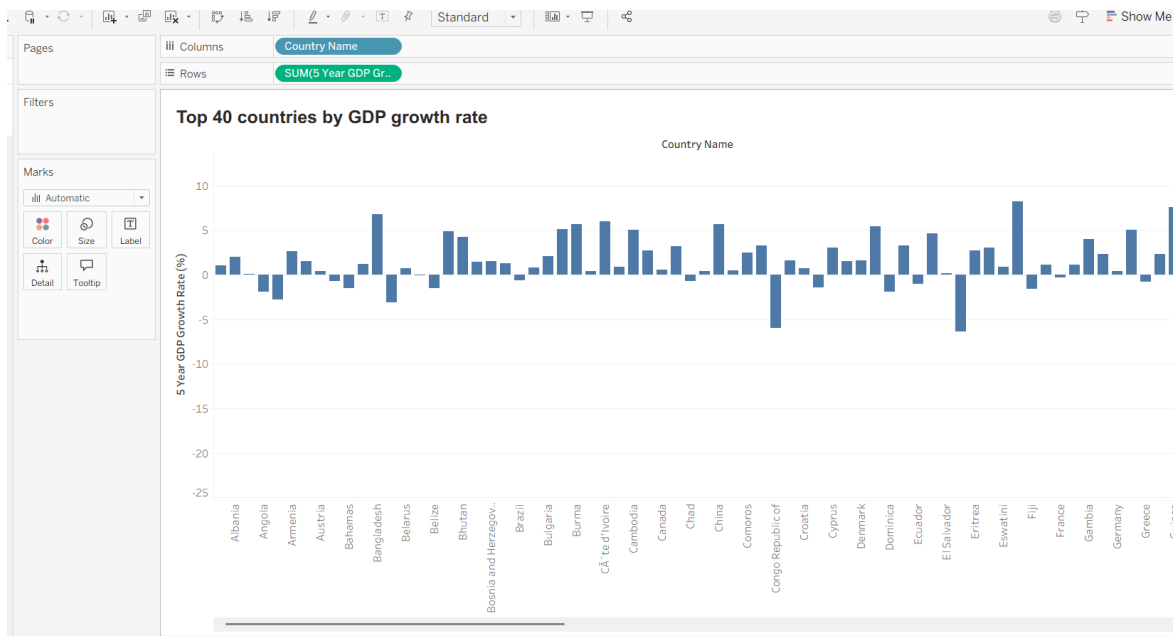 Standard
Show Me
Pages
iii Columns
Country Name
Rows
SUM(5 Year GDP Gr..
Filters
Marks
Automatic
Color
Size
Label
Detail
Tooltip
Top 40 countries by GDP growth rate
Country Name
5 Year GDP Growth Rate (%)
10
5
0
-5
-10
-15
-20
-25
Albania
Angola
Armenia
Austria
Bahamas
Bangladesh
Belarus
Belize
Bhutan
Bosnia and Herzegov..
Brazil
Bulgaria
Burma
CÃ´te d'Ivoire
Cambodia
Canada
Chad
China
Comoros
Congo Republic of
Croatia
Cyprus
Denmark
Dominica
Ecuador
El Salvador
Eritrea
Eswatini
Fiji
France
Gambia
Germany
Greece